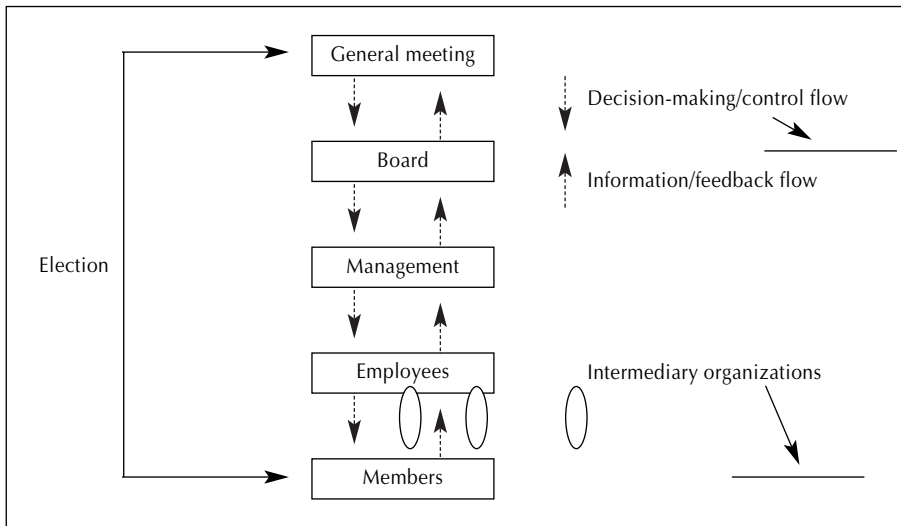 General meeting
Decision-making/control flow
Board
Information/feedback flow
Election
Management
Employees
Intermediary organizations
Members